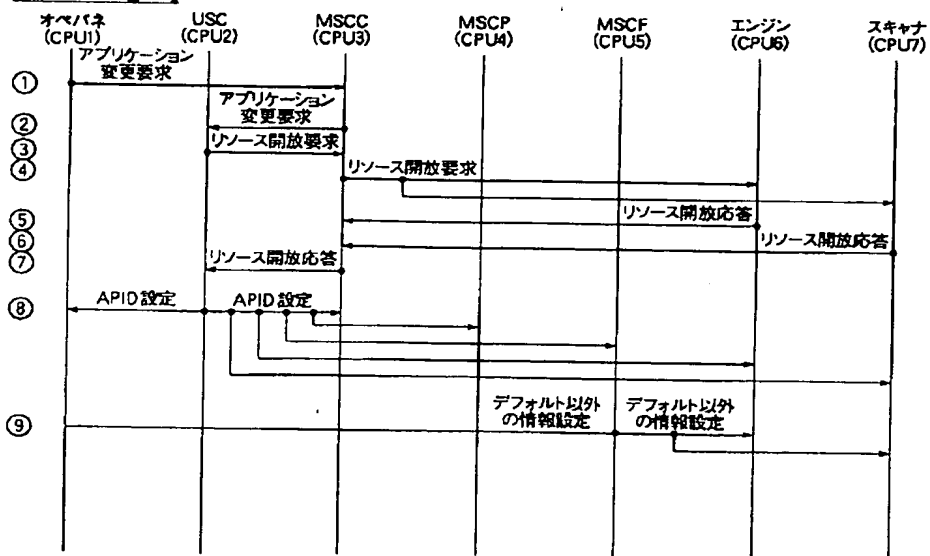 オペパネ
(CPU1)
USC
(CPU2)
MSCC
(CPU3)
MSCP
(CPU4)
MSCF
(CPU5)
エンジン
(CPU6)
スキャナ
(CPU7)
アプリケーション
変更要求
①
アプリケーション
変更要求
②
リソース開放要求
③
④
リソース開放要求
⑤
リソース開放応答
⑥
リソース開放応答
⑦
リソース開放応答
⑧
APID設定
APID設定
デフォルト以外
の情報設定
デフォルト以外
の情報設定
⑨